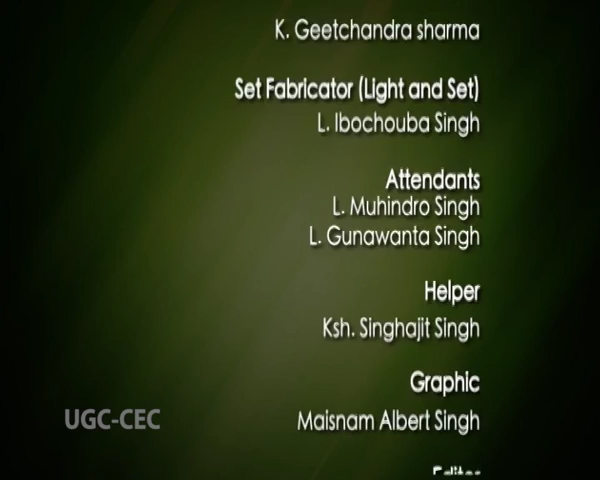 K. Geetchandra sharma
Set Fabricator (Light and Set)
L. Ibochouba Singh
Attendants
L. Muhindro Singh
L. Gunawanta Singh
Helper
Ksh. Singhajit Singh
Graphic
UGC-CEC
Maisnam Albert Singh
Editor